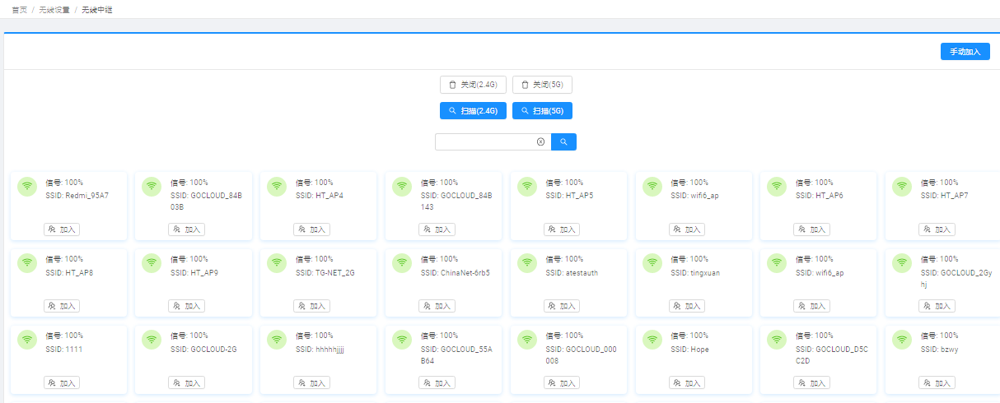 首页 / 无线设置 / 无线中继
手动加入
关闭(2.4G) 关闭(5G)
扫描(2.4G) 扫描(5G)
信号: 100%
SSID: Redmi_95A7
加入
信号: 100%
SSID: GOCLOUD_84B
03B
加入
信号: 100%
SSID: HT_AP4
加入
信号: 100%
SSID: GOCLOUD_84B
143
加入
信号: 100%
SSID: HT_AP5
加入
信号: 100%
SSID: wifi6_ap
加入
信号: 100%
SSID: HT_AP6
加入
信号: 100%
SSID: HT_AP7
加入
信号: 100%
SSID: HT_AP8
加入
信号: 100%
SSID: HT_AP9
加入
信号: 100%
SSID: TG-NET_2G
加入
信号: 100%
SSID: ChinaNet-6rb5
加入
信号: 100%
SSID: atestauth
加入
信号: 100%
SSID: tingxuan
加入
信号: 100%
SSID: wifi6_ap
加入
信号: 100%
SSID: GOCLOUD_2Gy
hj
加入
信号: 100%
SSID: 1111
加入
信号: 100%
SSID: GOCLOUD-2G
加入
信号: 100%
SSID: hhhhhjjjj
加入
信号: 100%
SSID: GOCLOUD_55A
B64
加入
信号: 100%
SSID: GOCLOUD_000
008
加入
信号: 100%
SSID: Hope
加入
信号: 100%
SSID: GOCLOUD_D5C
C2D
加入
信号: 100%
SSID: bzwy
加入